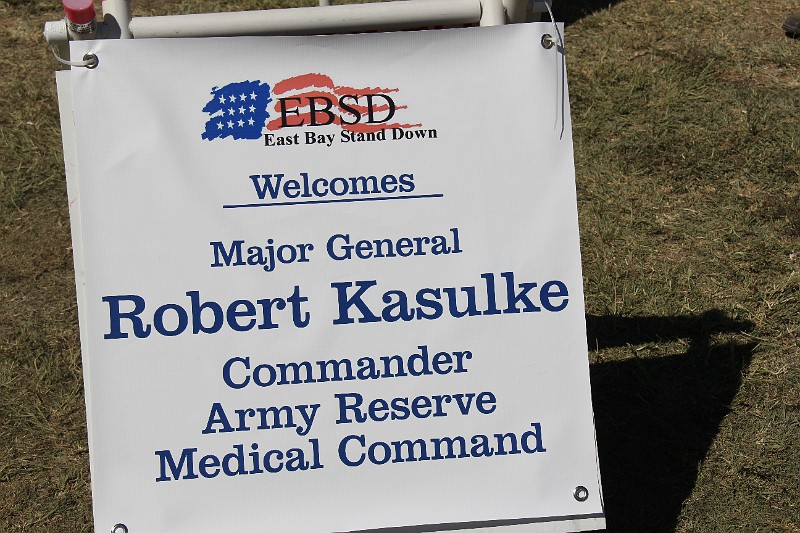 EBSD
East Bay Stand Down
Welcomes
Major General
Robert Kasulke
Commander
Army Reserve
Medical Command